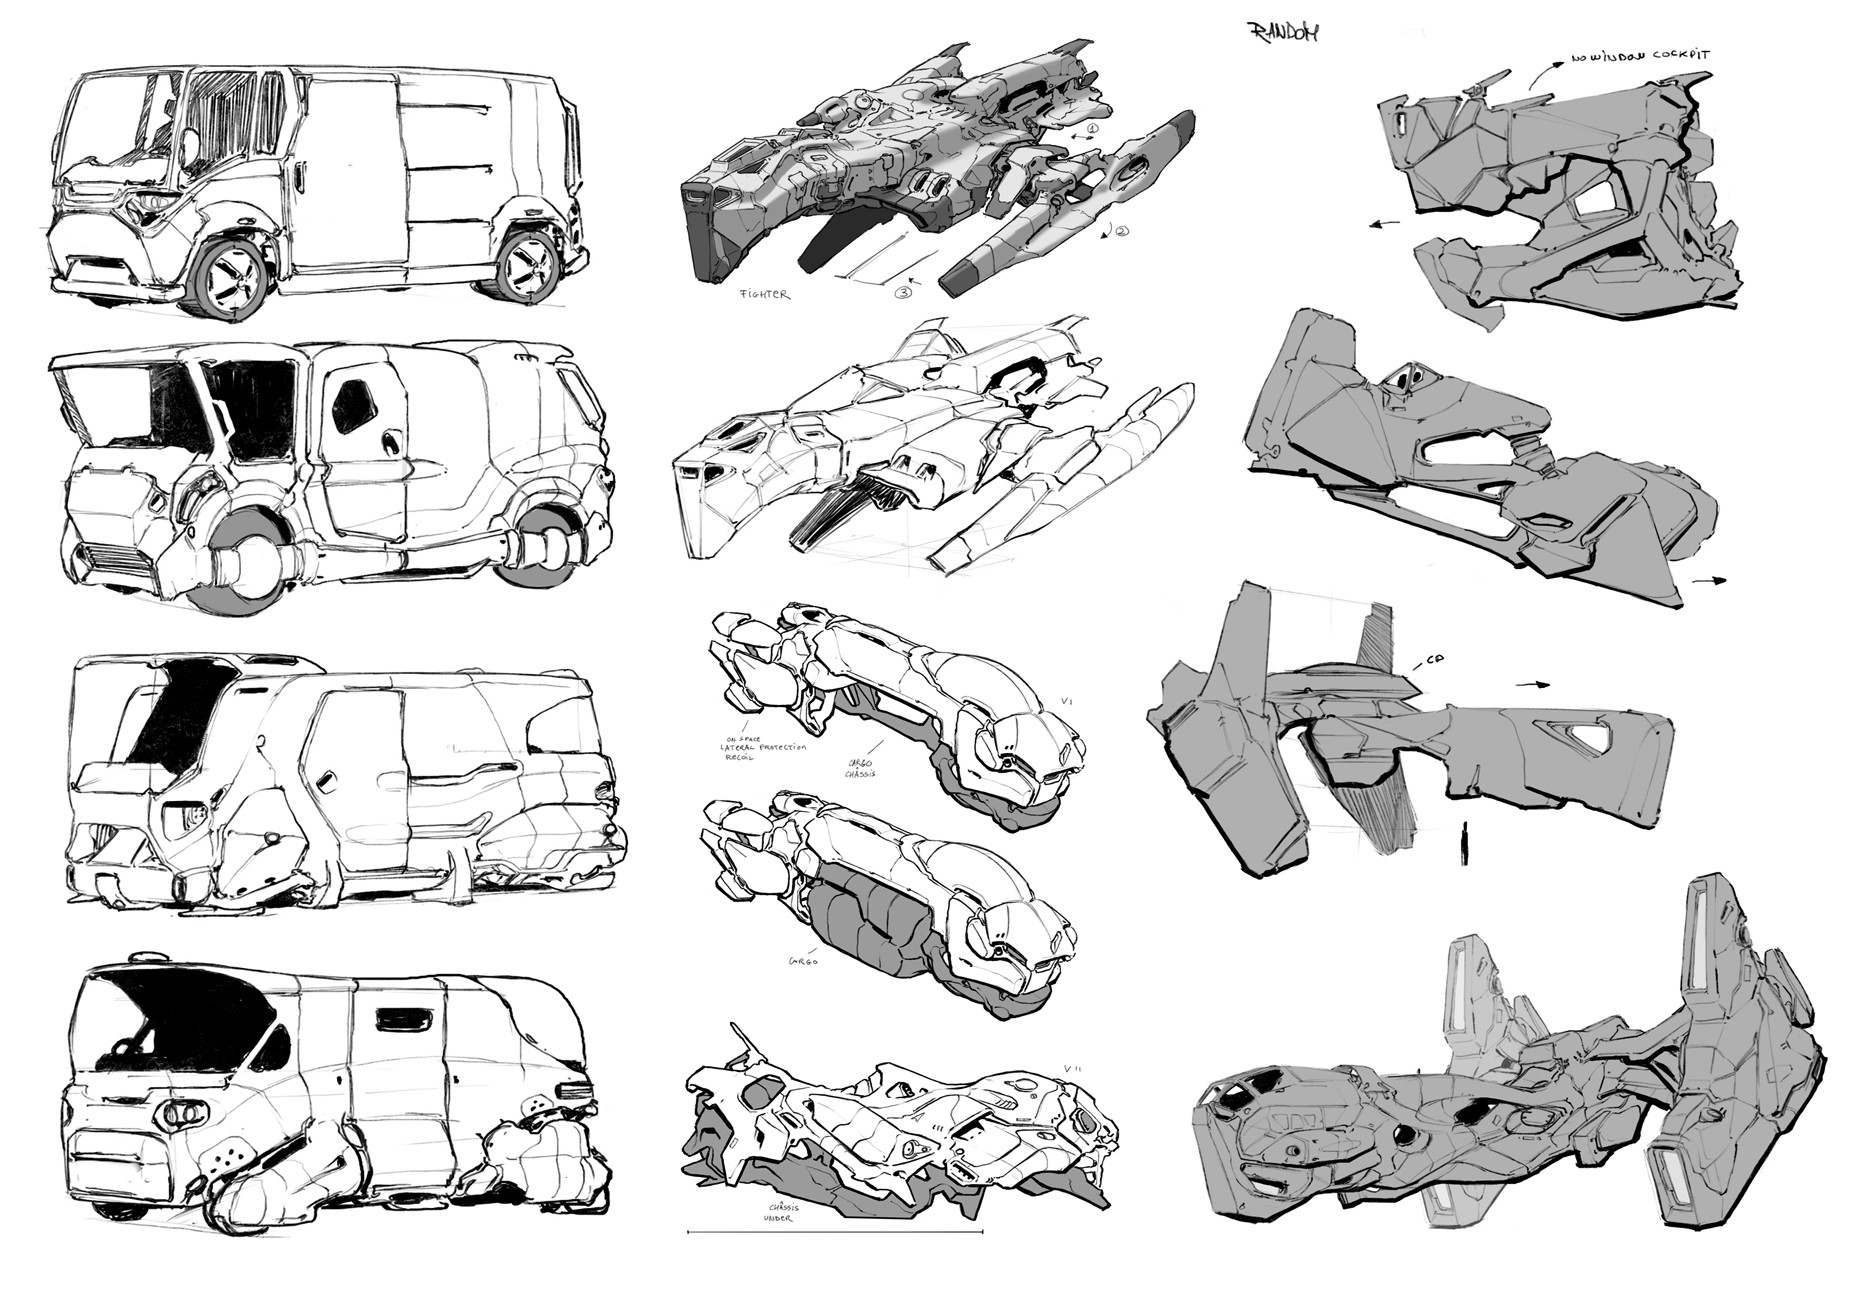 RANDOM
NO WINDOW COCKPIT
1
2
3
FIGHTER
V I
ON SPACE
LATERAL PROTECTION
RECOIL
CARGO
CHÂSSIS
CP
CARGO
V II
CHÂSSIS
UNDER